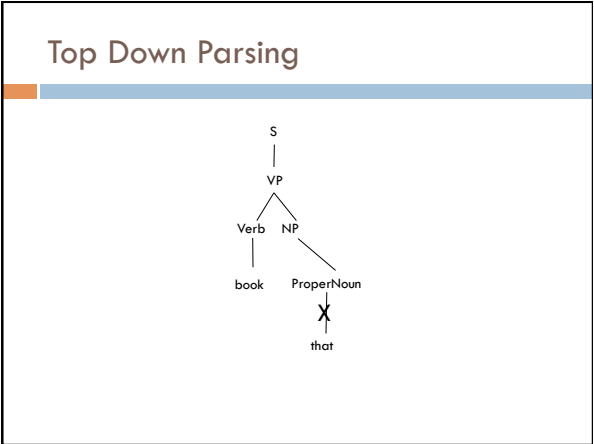 Top Down Parsing
S
VP
Verb NP
book ProperNoun
X
that